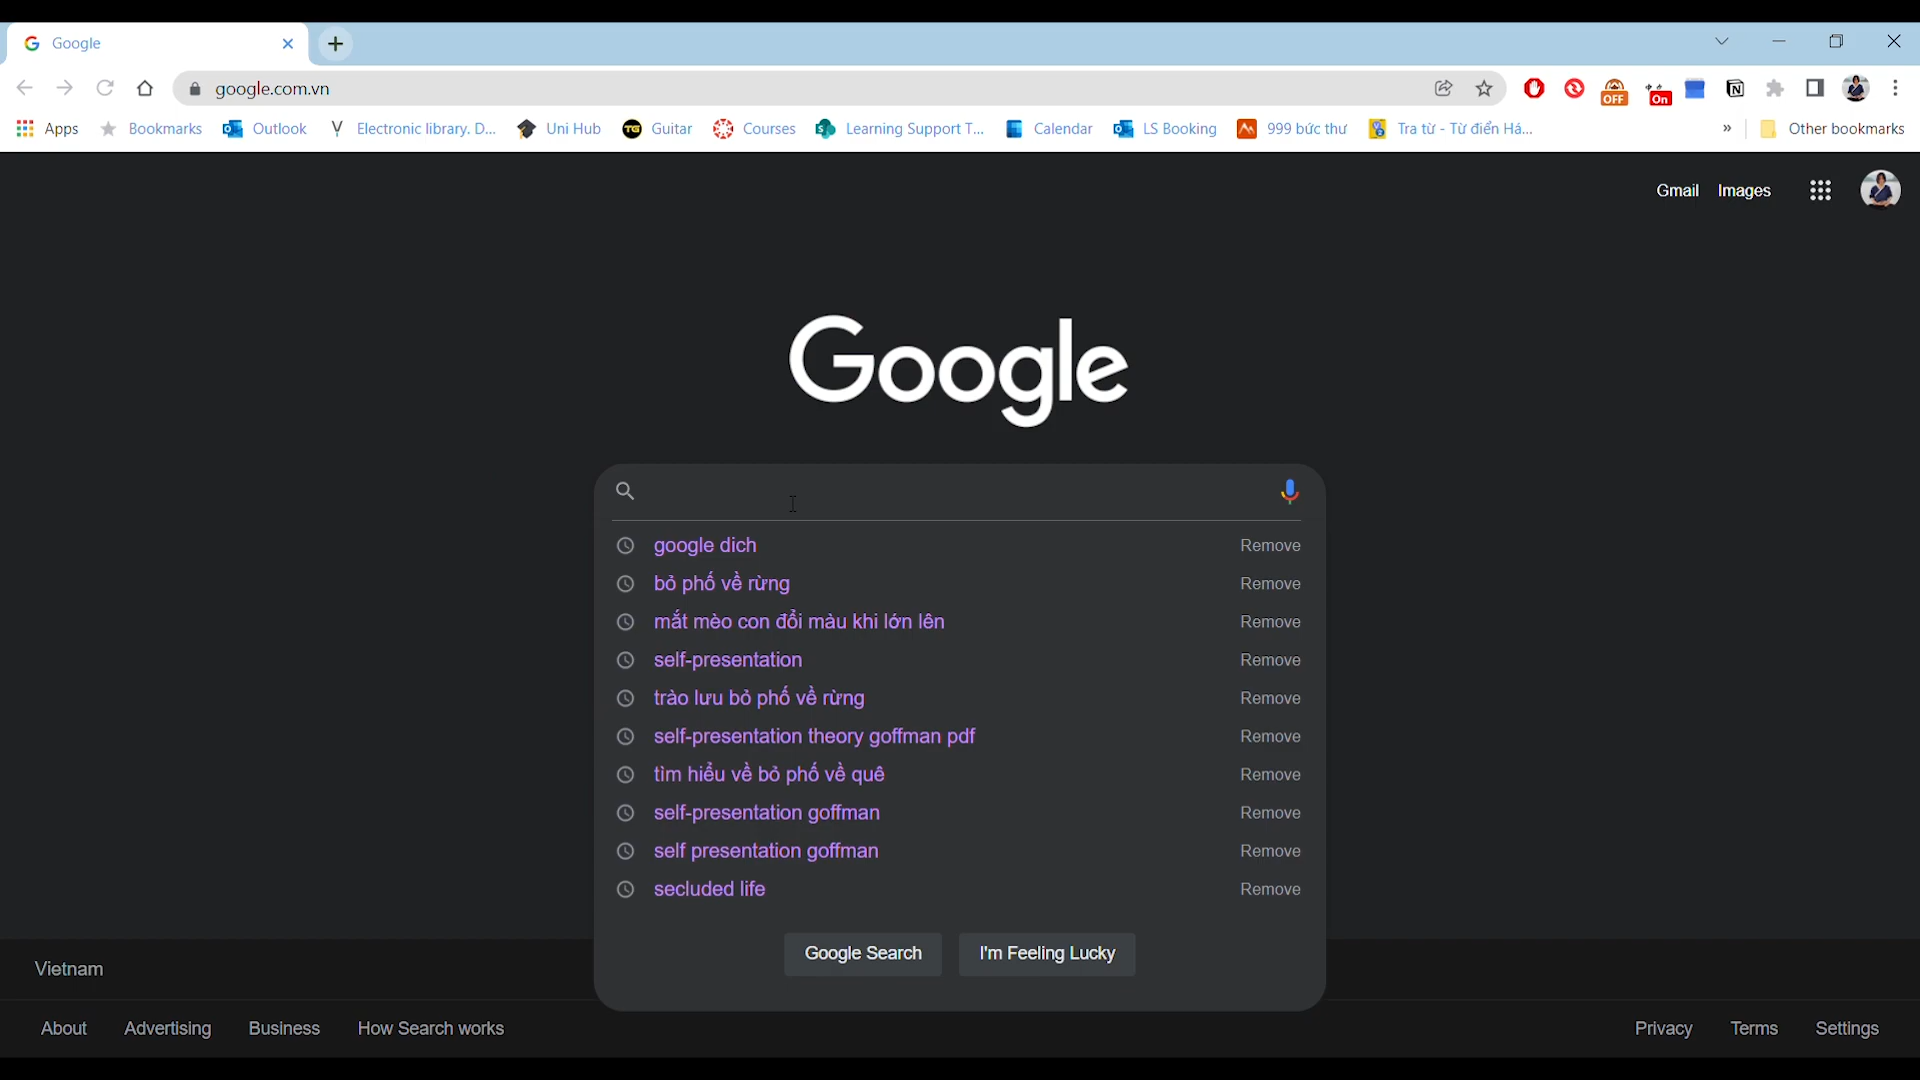 Google
google.com.vn
OFF
On
Apps Bookmarks Outlook Electronic library. D... Uni Hub TG Guitar Courses Learning Support T... Calendar LS Booking 999 bức thư Tra từ - Từ điển Há... » Other bookmarks
Gmail Images
Google
google dich Remove
bỏ phố về rừng Remove
mắt mèo con đổi màu khi lớn lên Remove
self-presentation Remove
trào lưu bỏ phố về rừng Remove
self-presentation theory goffman pdf Remove
tìm hiểu về bỏ phố về quê Remove
self-presentation goffman Remove
self presentation goffman Remove
secluded life Remove
Google Search I'm Feeling Lucky
Vietnam
About Advertising Business How Search works Privacy Terms Settings